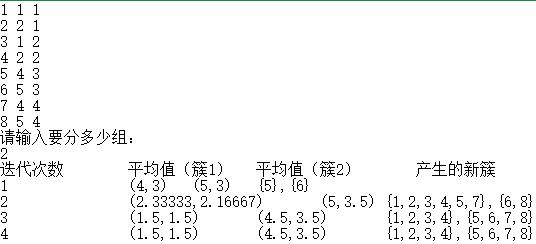 1 1 1
2 2 1
3 1 2
4 2 2
5 4 3
6 5 3
7 4 4
8 5 4
请输入要分多少组：
2
迭代次数 平均值（簇1） 平均值（簇2） 产生的新簇
1 (4,3) (5,3) {5},{6}
2 (2.33333,2.16667) (5,3.5) {1,2,3,4,5,7},{6,8}
3 (1.5,1.5) (4.5,3.5) {1,2,3,4},{5,6,7,8}
4 (1.5,1.5) (4.5,3.5) {1,2,3,4},{5,6,7,8}